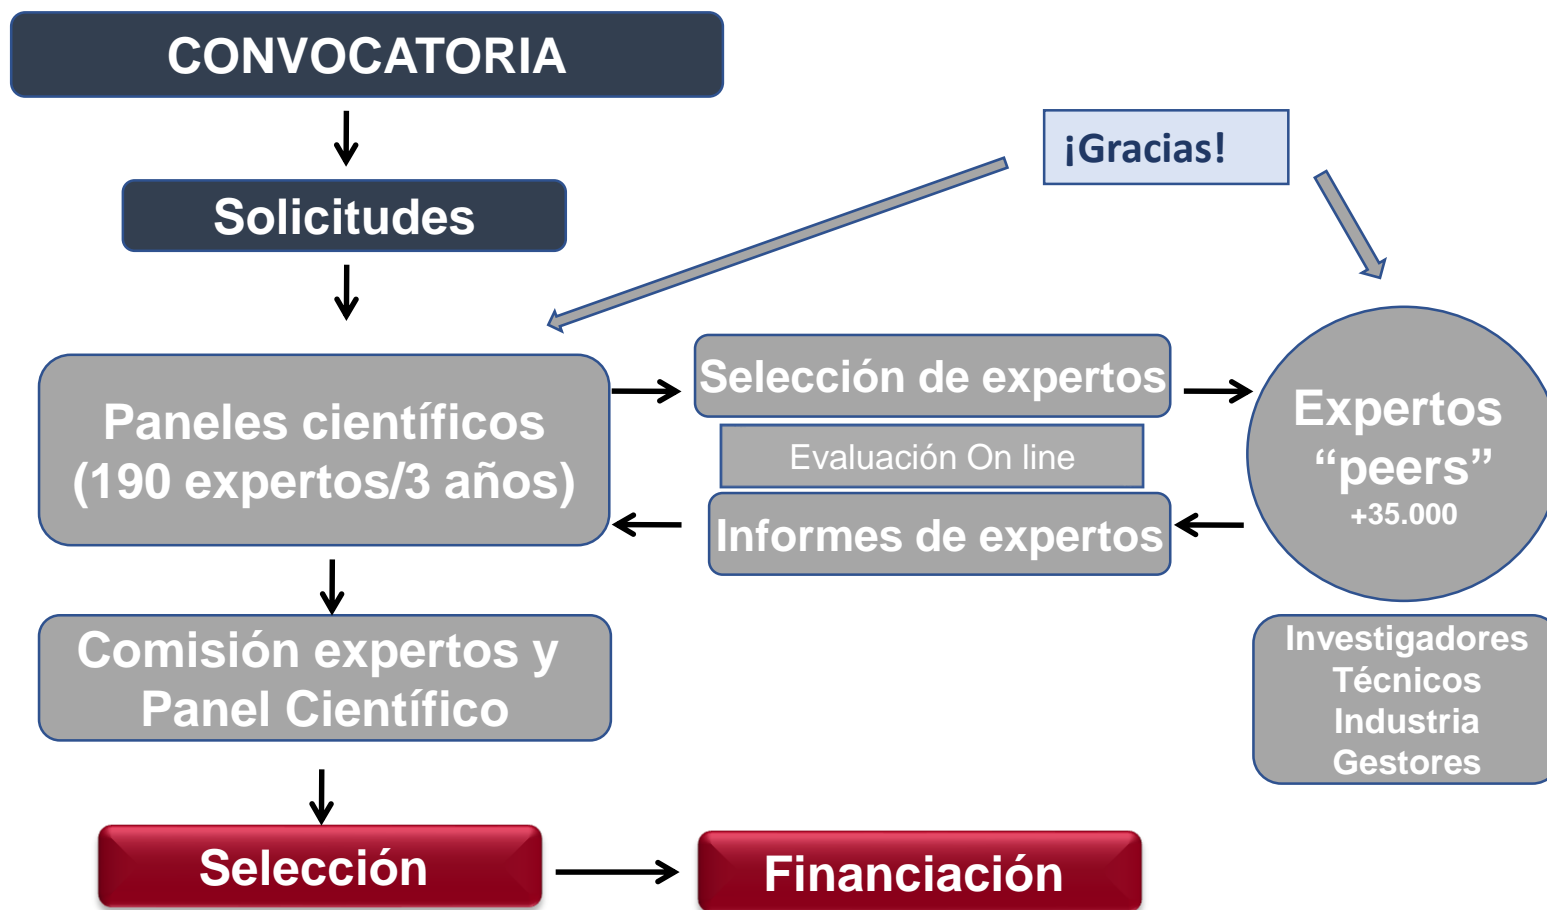 CONVOCATORIA
¡Gracias!
Solicitudes
Selección de expertos
Paneles científicos
(190 expertos/3 años)
Evaluación On line
Expertos
“peers”
+35.000
Informes de expertos
Comisión expertos y
Panel Científico
Investigadores
Técnicos
Industria
Gestores
Selección
Financiación